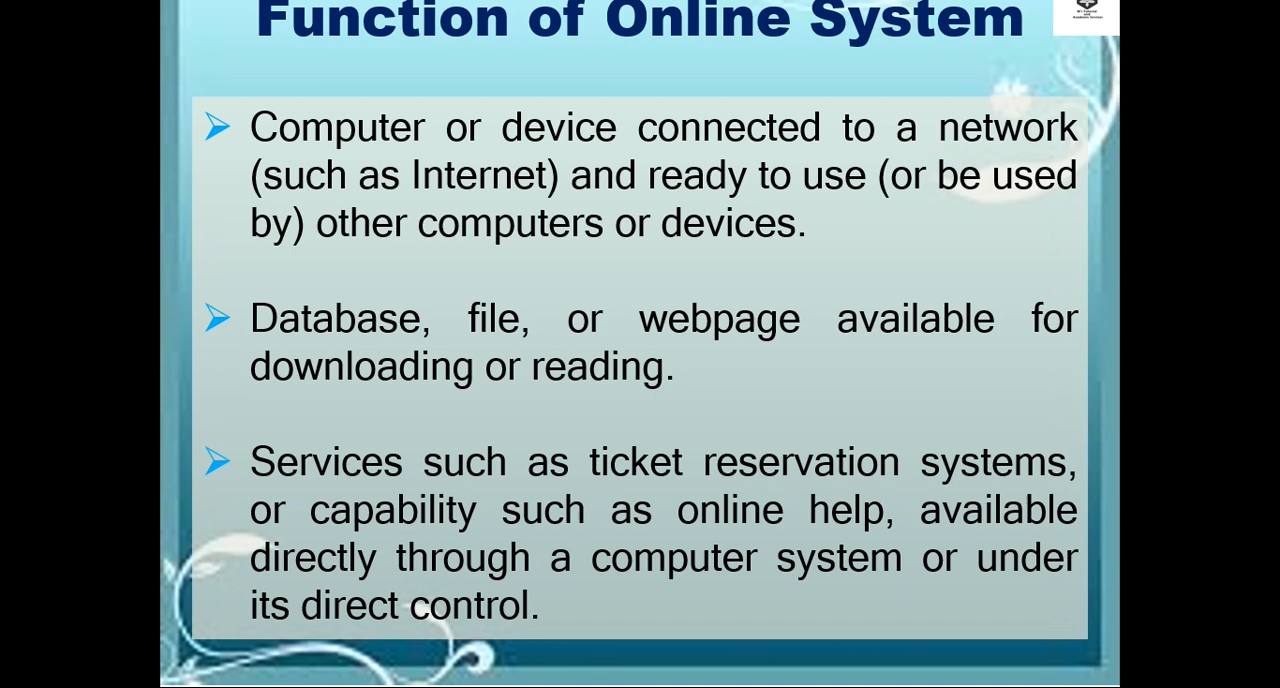 Function of Online System
➢ Computer or device connected to a network
(such as Internet) and ready to use (or be used
by) other computers or devices.
➢ Database, file, or webpage available for
downloading or reading.
➢ Services such as ticket reservation systems,
or capability such as online help, available
directly through a computer system or under
its direct control.